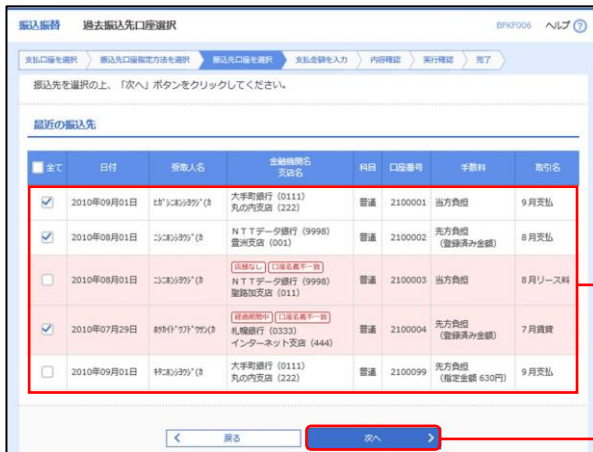 振込振替 過去振込先口座選択 BFKF006 ヘルプ ?
支払口座を選択 振込先口座指定方法を選択 振込先口座を選択 支払金額を入力 内容確認 実行確認 完了
振込先を選択の上、「次へ」ボタンをクリックしてください。
最近の振込先
全て 日付 受取人名 金融機関名 支店名 科目 口座番号 手数料 取引名
2010年09月01日 ﾋｶﾞｼﾆﾎﾝｼﾖｳｼﾞ(ｶ 大手町銀行（0111） 普通 2100001 当方負担 9月支払
丸の内支店（222）
2010年08月01日 ﾆｼﾆﾎﾝｼﾖｳｼﾞ(ｶ ＮＴＴデータ銀行（9998） 普通 2100002 先方負担 8月支払
豊洲支店（001） （登録済み金額）
店舗なし 口座名義不一致
2010年08月01日 ﾆｼﾆﾎﾝｼﾖｳｼﾞ(ｶ ＮＴＴデータ銀行（9998） 普通 2100003 当方負担 8月リース料
聖路加支店（011）
経過期間中 口座名義不一致
2010年07月29日 ﾎﾂｶｲﾄﾞｳﾌﾄﾞｳｻﾝ(ｶ 札幌銀行（0333） 普通 2100004 先方負担 7月賃貸
インターネット支店（444） （登録済み金額）
2010年09月01日 ｷﾀﾆﾎﾝｼﾖｳｼﾞ(ｶ 大手町銀行（0111） 普通 2100099 先方負担 9月支払
丸の内支店（222） （指定金額 630円）
戻る 次へ